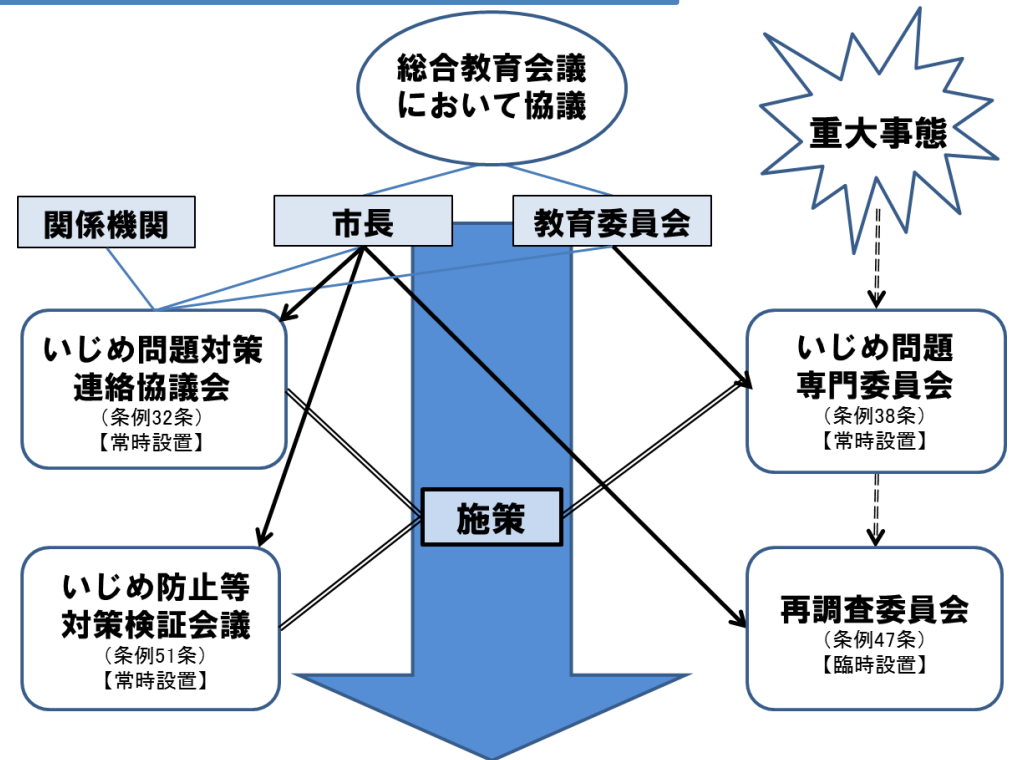 総合教育会議
において協議
重大事態
関係機関
市長
教育委員会
いじめ問題対策
連絡協議会
（条例32条）
【常時設置】
いじめ問題
専門委員会
（条例38条）
【常時設置】
施策
いじめ防止等
対策検証会議
（条例51条）
【常時設置】
再調査委員会
（条例47条）
【臨時設置】